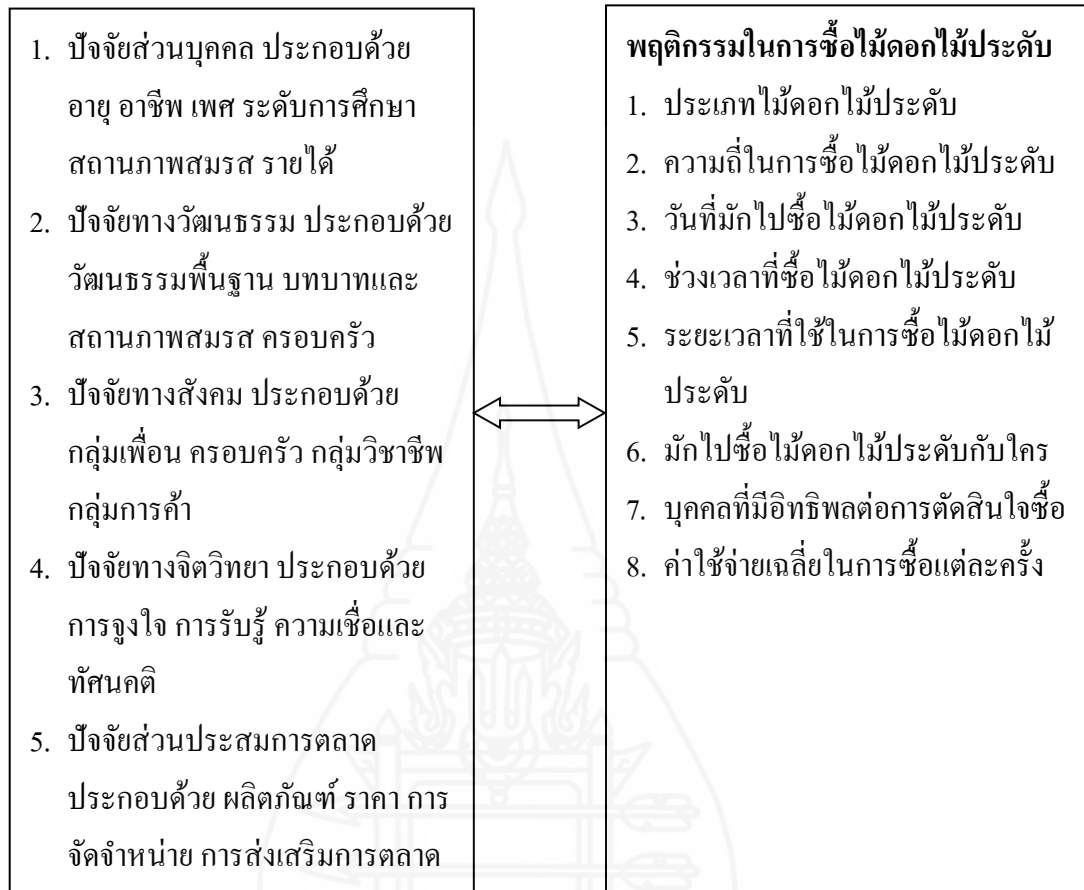 1. ปัจจัยส่วนบุคคล ประกอบด้วย
อายุ อาชีพ เพศ ระดับการศึกษา
สถานภาพสมรส รายได้
2. ปัจจัยทางวัฒนธรรม ประกอบด้วย
วัฒนธรรมพื้นฐาน บทบาทและ
สถานภาพสมรส ครอบครัว
3. ปัจจัยทางสังคม ประกอบด้วย
กลุ่มเพื่อน ครอบครัว กลุ่มวิชาชีพ
กลุ่มการค้า
4. ปัจจัยทางจิตวิทยา ประกอบด้วย
การจูงใจ การรับรู้ ความเชื่อและ
ทัศนคติ
5. ปัจจัยส่วนประสมการตลาด
ประกอบด้วย ผลิตภัณฑ์ ราคา การ
จัดจำหน่าย การส่งเสริมการตลาด
พฤติกรรมในการซื้อไม้ดอกไม้ประดับ
1. ประเภทไม้ดอกไม้ประดับ
2. ความถี่ในการซื้อไม้ดอกไม้ประดับ
3. วันที่มักไปซื้อไม้ดอกไม้ประดับ
4. ช่วงเวลาที่ซื้อไม้ดอกไม้ประดับ
5. ระยะเวลาที่ใช้ในการซื้อไม้ดอกไม้
ประดับ
6. มักไปซื้อไม้ดอกไม้ประดับกับใคร
7. บุคคลที่มีอิทธิพลต่อการตัดสินใจซื้อ
8. ค่าใช้จ่ายเฉลี่ยในการซื้อแต่ละครั้ง